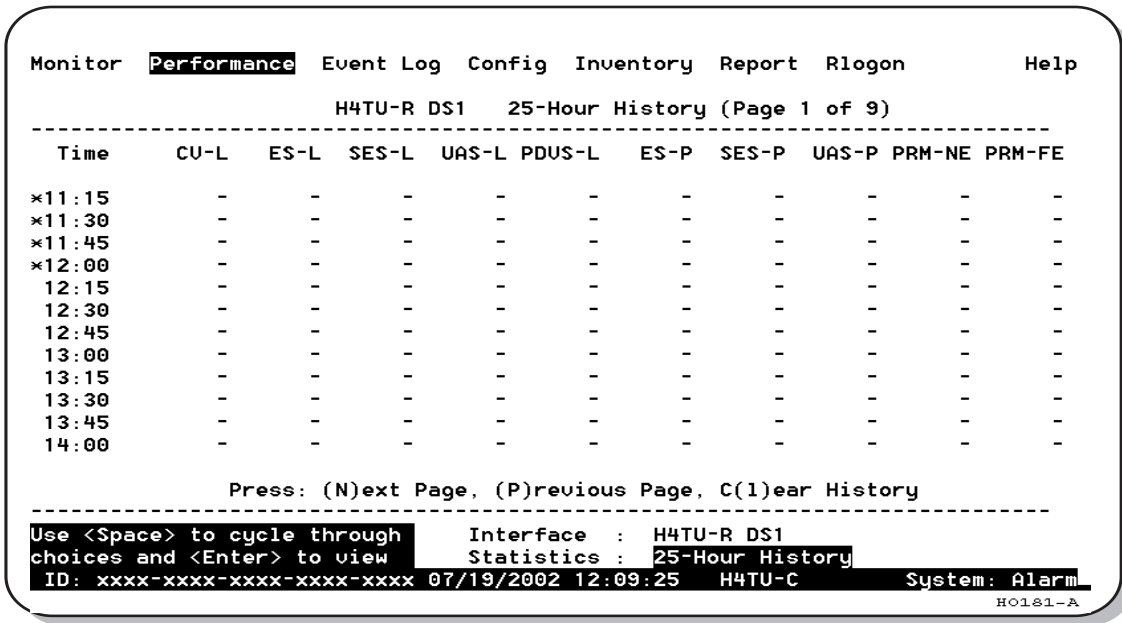 Monitor Performance Event Log Config Inventory Report Rlogon Help
H4TU-R DS1 25-Hour History (Page 1 of 9)
--------------------------------------------------------------------------------
Time CV-L ES-L SES-L UAS-L PDVS-L ES-P SES-P UAS-P PRM-NE PRM-FE
*11:15 - - - - - - - - - -
*11:30 - - - - - - - - - -
*11:45 - - - - - - - - - -
*12:00 - - - - - - - - - -
12:15 - - - - - - - - - -
12:30 - - - - - - - - - -
12:45 - - - - - - - - - -
13:00 - - - - - - - - - -
13:15 - - - - - - - - - -
13:30 - - - - - - - - - -
13:45 - - - - - - - - - -
14:00 - - - - - - - - - -
Press: (N)ext Page, (P)revious Page, C(l)ear History
--------------------------------------------------------------------------------
Use <Space> to cycle through Interface : H4TU-R DS1
choices and <Enter> to view Statistics : 25-Hour History
ID: xxxx-xxxx-xxxx-xxxx-xxxx 07/19/2002 12:09:25 H4TU-C System: Alarm
HO181-A